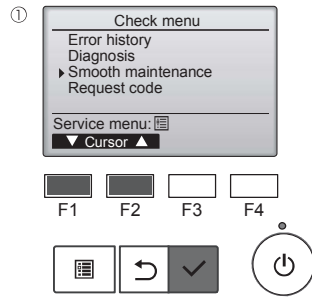 ①
Check menu
Error history
Diagnosis
Smooth maintenance
Request code
Service menu:
▼ Cursor ▲
F1 F2 F3 F4